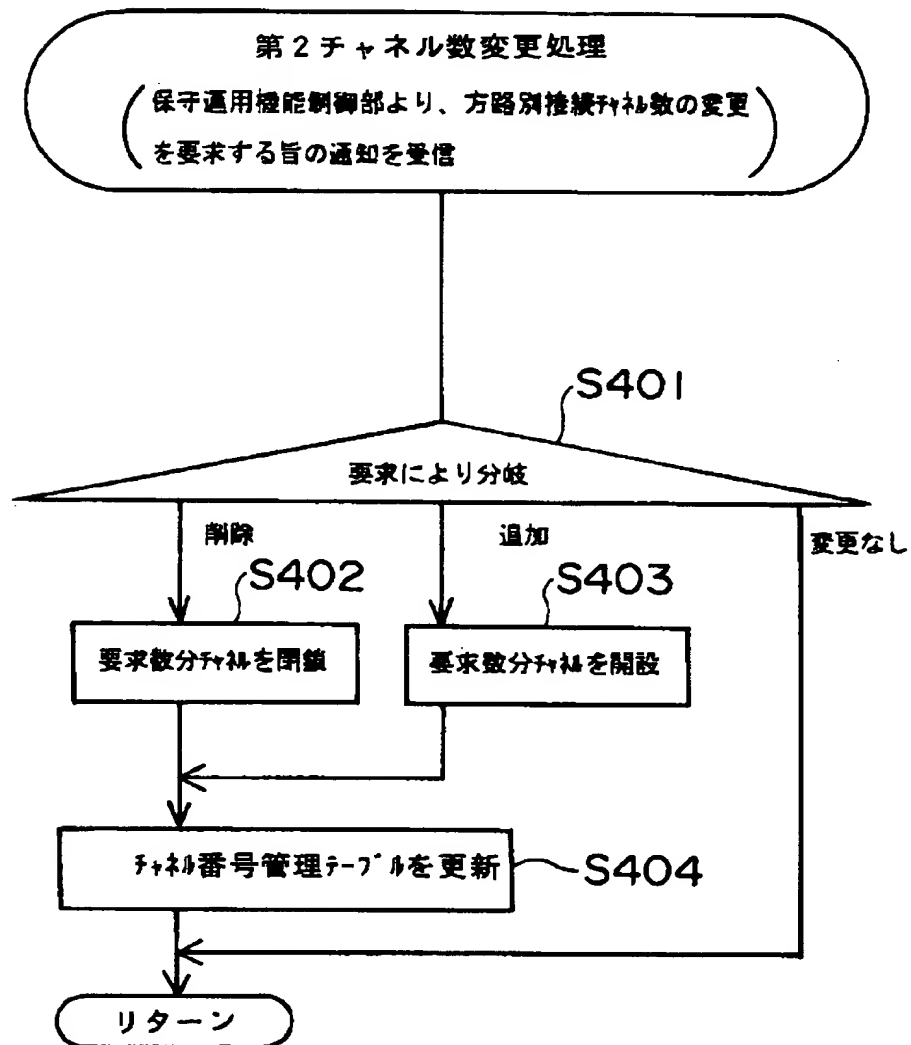 第2チャネル数変更処理
保守運用機能制御部より、方路別接続ﾁｬﾈﾙ数の変更
を要求する旨の通知を受信
S401
要求により分岐
削除
追加
変更なし
S402
S403
要求数分ﾁｬﾈﾙを閉鎖
要求数分ﾁｬﾈﾙを開設
ﾁｬﾈﾙ番号管理ﾃｰﾌﾞﾙを更新
S404
リターン